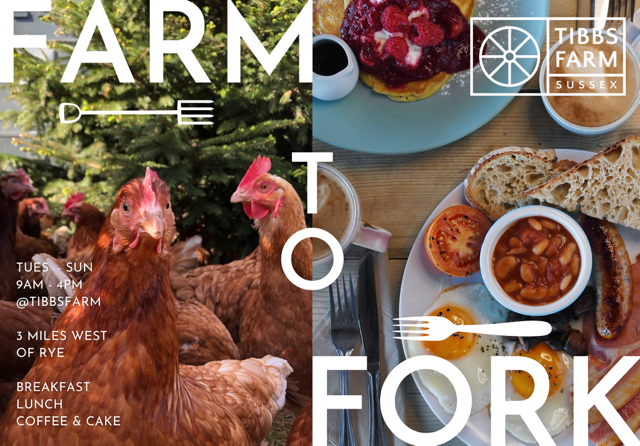 FARM
TO
FORK
TIBBS
FARM
SUSSEX
TUES - SUN
9AM - 4PM
@TIBBSFARM
3 MILES WEST
OF RYE
BREAKFAST
LUNCH
COFFEE & CAKE